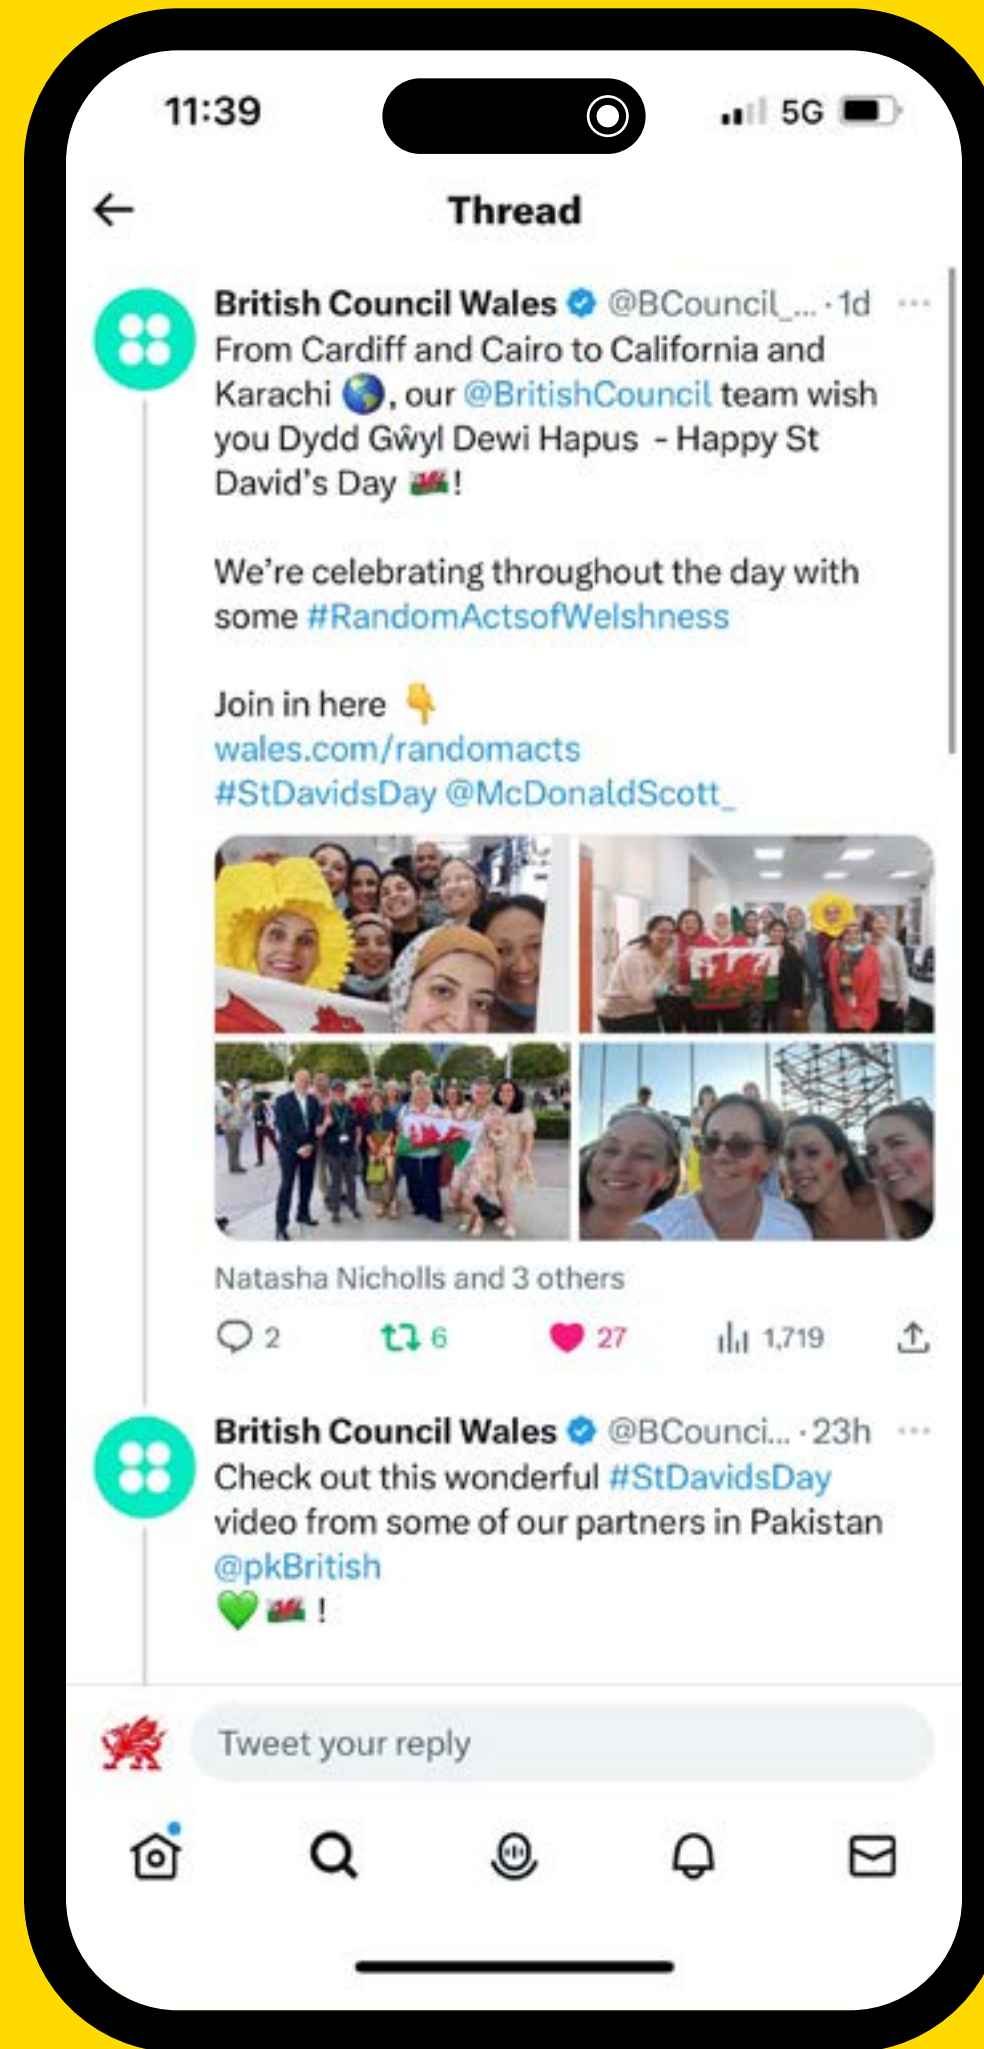 11:39
5G
Thread
British Council Wales @BCouncil_... · 1d
From Cardiff and Cairo to California and
Karachi 🌎, our @BritishCouncil team wish
you Dydd Gŵyl Dewi Hapus - Happy St
David's Day 🏴󠁧󠁢󠁷󠁬󠁳󠁿!
We're celebrating throughout the day with
some #RandomActsofWelshness
Join in here 👇
wales.com/randomacts
#StDavidsDay @McDonaldScott_
Natasha Nicholls and 3 others
2 6 27 1,719
British Council Wales @BCounci... · 23h
Check out this wonderful #StDavidsDay
video from some of our partners in Pakistan
@pkBritish
💚🏴󠁧󠁢󠁷󠁬󠁳󠁿 !
Tweet your reply